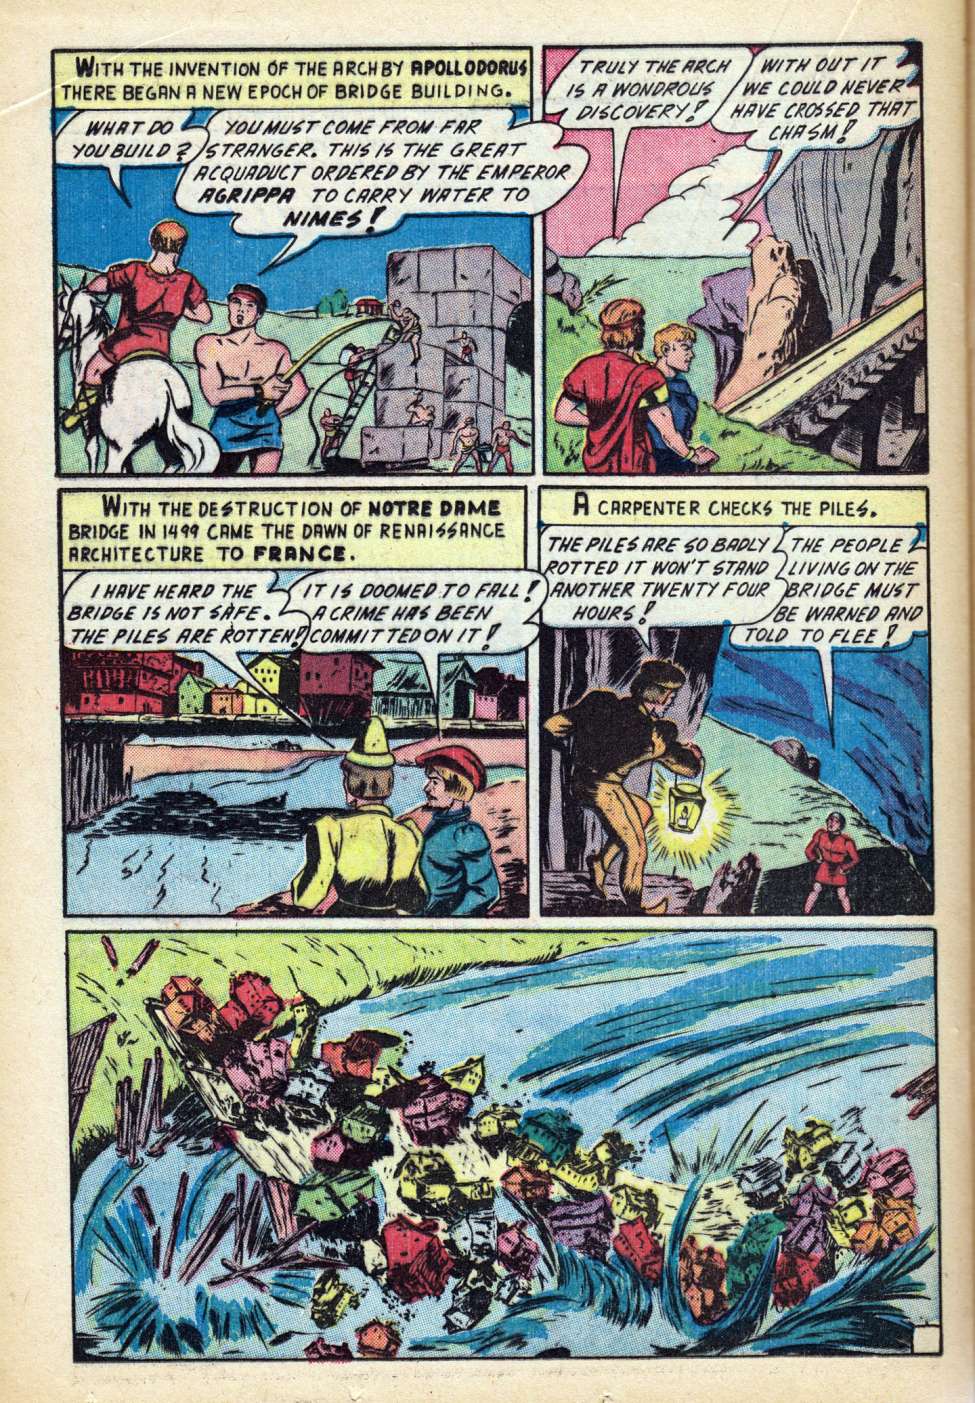 WITH THE INVENTION OF THE ARCH BY APOLLODORUS
THERE BEGAN A NEW EPOCH OF BRIDGE BUILDING.
WHAT DO
YOU BUILD?
YOU MUST COME FROM FAR
STRANGER. THIS IS THE GREAT
ACQUADUCT ORDERED BY THE EMPEROR
AGRIPPA TO CARRY WATER TO
NIMES!
TRULY THE ARCH
IS A WONDROUS
DISCOVERY!
WITH OUT IT
WE COULD NEVER
HAVE CROSSED THAT
CHASM!
WITH THE DESTRUCTION OF NOTRE DAME
BRIDGE IN 1499 CAME THE DAWN OF RENAISSANCE
ARCHITECTURE TO FRANCE.
I HAVE HEARD THE
BRIDGE IS NOT SAFE.
THE PILES ARE ROTTEN!
IT IS DOOMED TO FALL!
A CRIME HAS BEEN
COMMITTED ON IT!
A CARPENTER CHECKS THE PILES.
THE PILES ARE SO BADLY
ROTTED IT WON'T STAND
ANOTHER TWENTY FOUR
HOURS!
THE PEOPLE
LIVING ON THE
BRIDGE MUST
BE WARNED AND
TOLD TO FLEE!